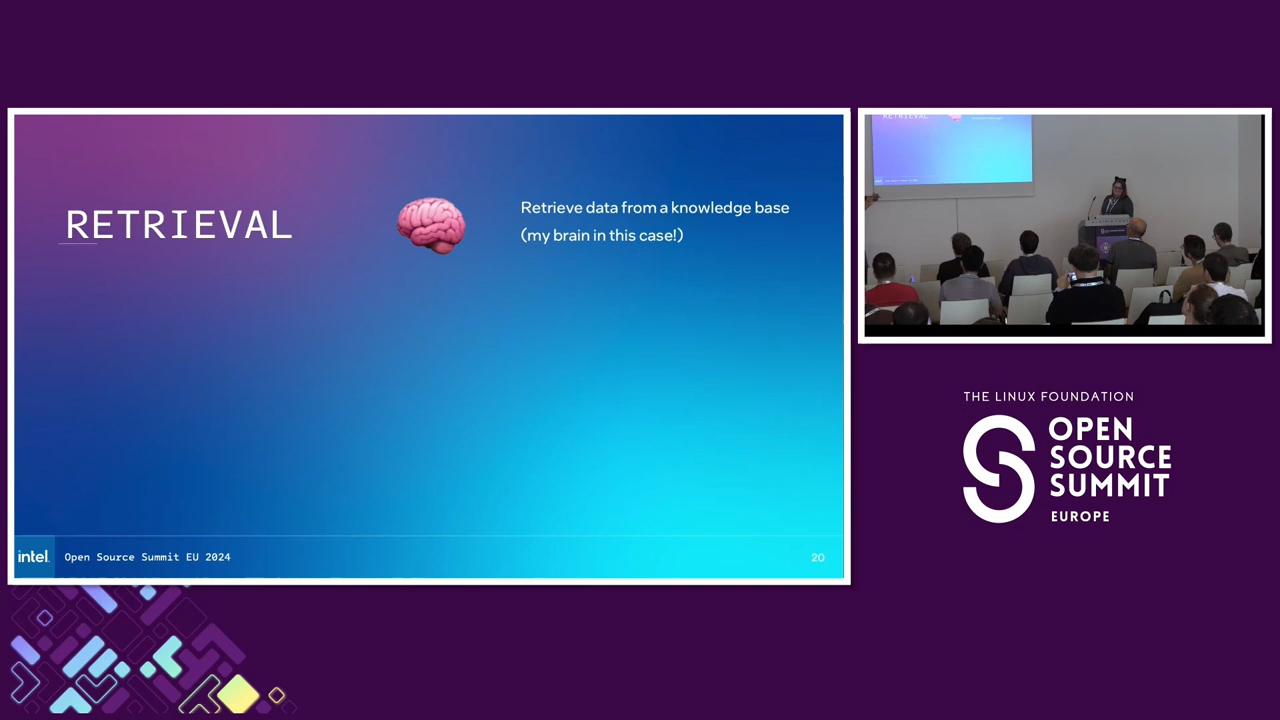 RETRIEVAL
Retrieve data from a knowledge base
(my brain in this case!)
intel.
Open Source Summit EU 2024
20
RETRIEVAL
THE LINUX FOUNDATION
OPEN
SOURCE
SUMMIT
EUROPE